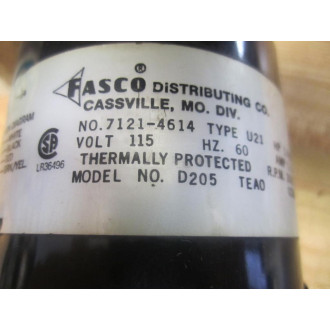 FASCO DISTRIBUTING CO.
CASSVILLE, MO. DIV.
NO. 7121-4614 TYPE U21
VOLT 115 HZ. 60
THERMALLY PROTECTED R.P.M.
MODEL NO. D205 TEAO
SA
LR36496